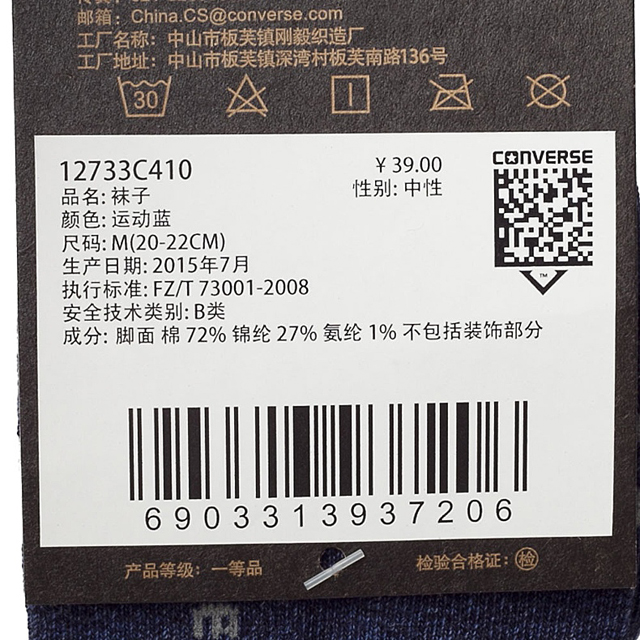 邮箱: China.CS@converse.com
工厂名称: 中山市板芙镇刚毅织造厂
工厂地址: 中山市板芙镇深湾村板芙南路136号
30
12733C410
¥ 39.00
CONVERSE
品名: 袜子
性别: 中性
颜色: 运动蓝
尺码: M(20-22CM)
生产日期: 2015年7月
执行标准: FZ/T 73001-2008
安全技术类别: B类
成分: 脚面 棉 72% 锦纶 27% 氨纶 1% 不包括装饰部分
™
6903313937206
产品等级: 一等品
检验合格证: 检